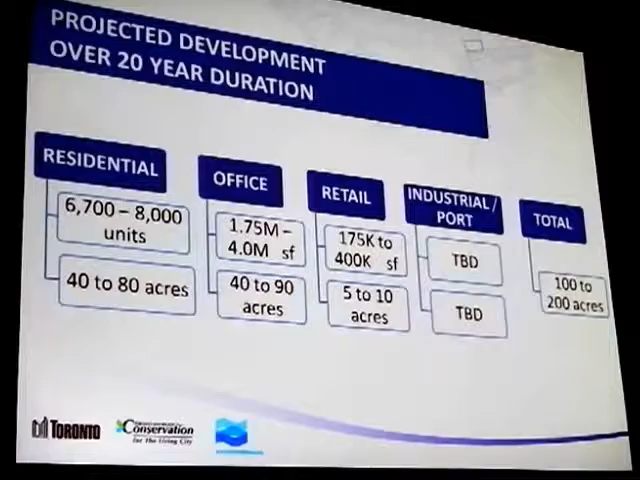 PROJECTED DEVELOPMENT
OVER 20 YEAR DURATION
RESIDENTIAL
6,700 – 8,000
units
40 to 80 acres
OFFICE
1.75M –
4.0M sf
40 to 90
acres
RETAIL
175K to
400K sf
5 to 10
acres
INDUSTRIAL/
PORT
TBD
TBD
TOTAL
100 to
200 acres
TORONTO
Conservation
for The Living City